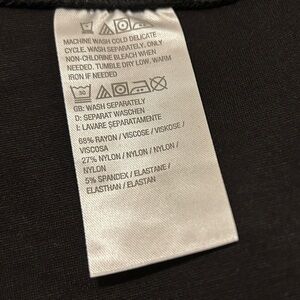 MACHINE WASH COLD DELICATE
CYCLE. WASH SEPARATELY. ONLY
NON-CHLORINE BLEACH WHEN
NEEDED. TUMBLE DRY LOW. WARM
IRON IF NEEDED
30
GB: WASH SEPARATELY
D: SEPARAT WASCHEN
I: LAVARE SEPARATAMENTE
68% RAYON / VISCOSE / VISKOSE /
VISCOSA
27% NYLON / NYLON / NYLON /
NYLON
5% SPANDEX / ELASTANE /
ELASTHAN / ELASTAN